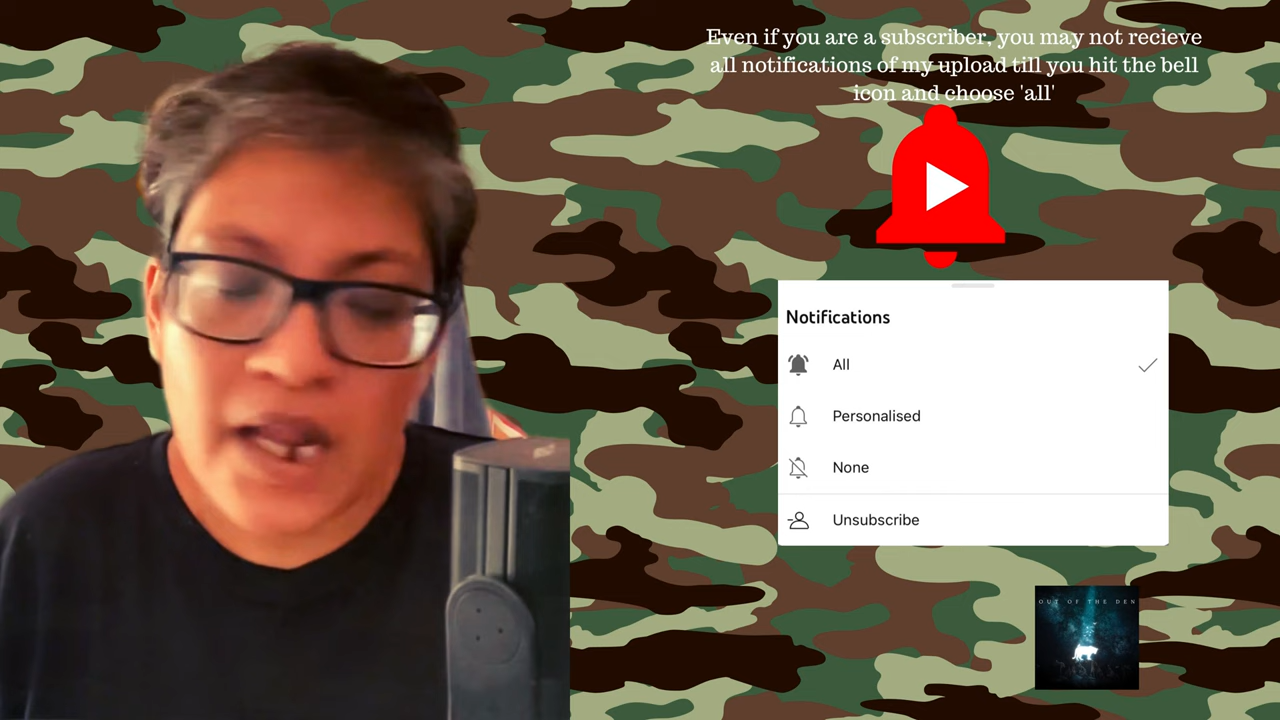 Even if you are a subscriber, you may not recieve
all notifications of my upload till you hit the bell
icon and choose 'all'
Notifications
All
Personalised
None
Unsubscribe
OUT OF THE DEN